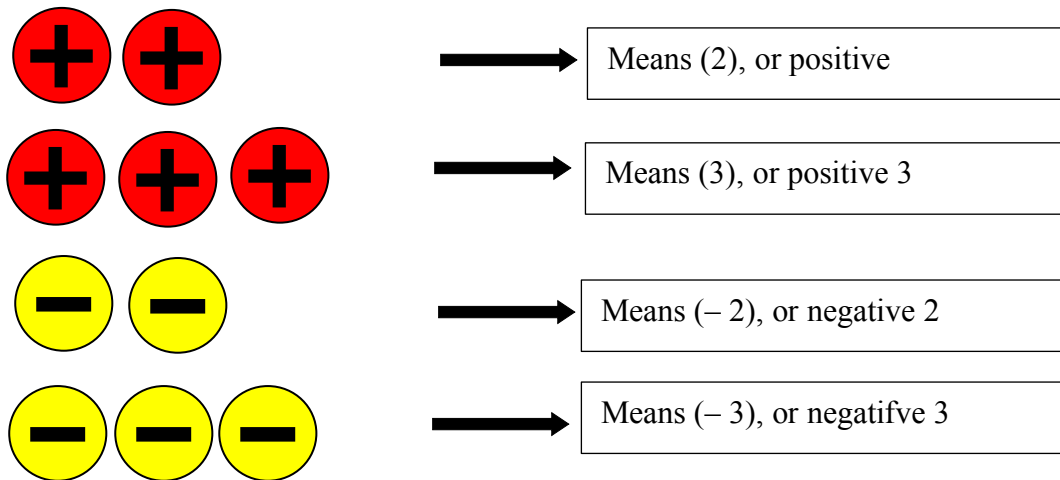 Means (2), or positive
Means (3), or positive 3
Means (– 2), or negative 2
Means (– 3), or negatifve 3